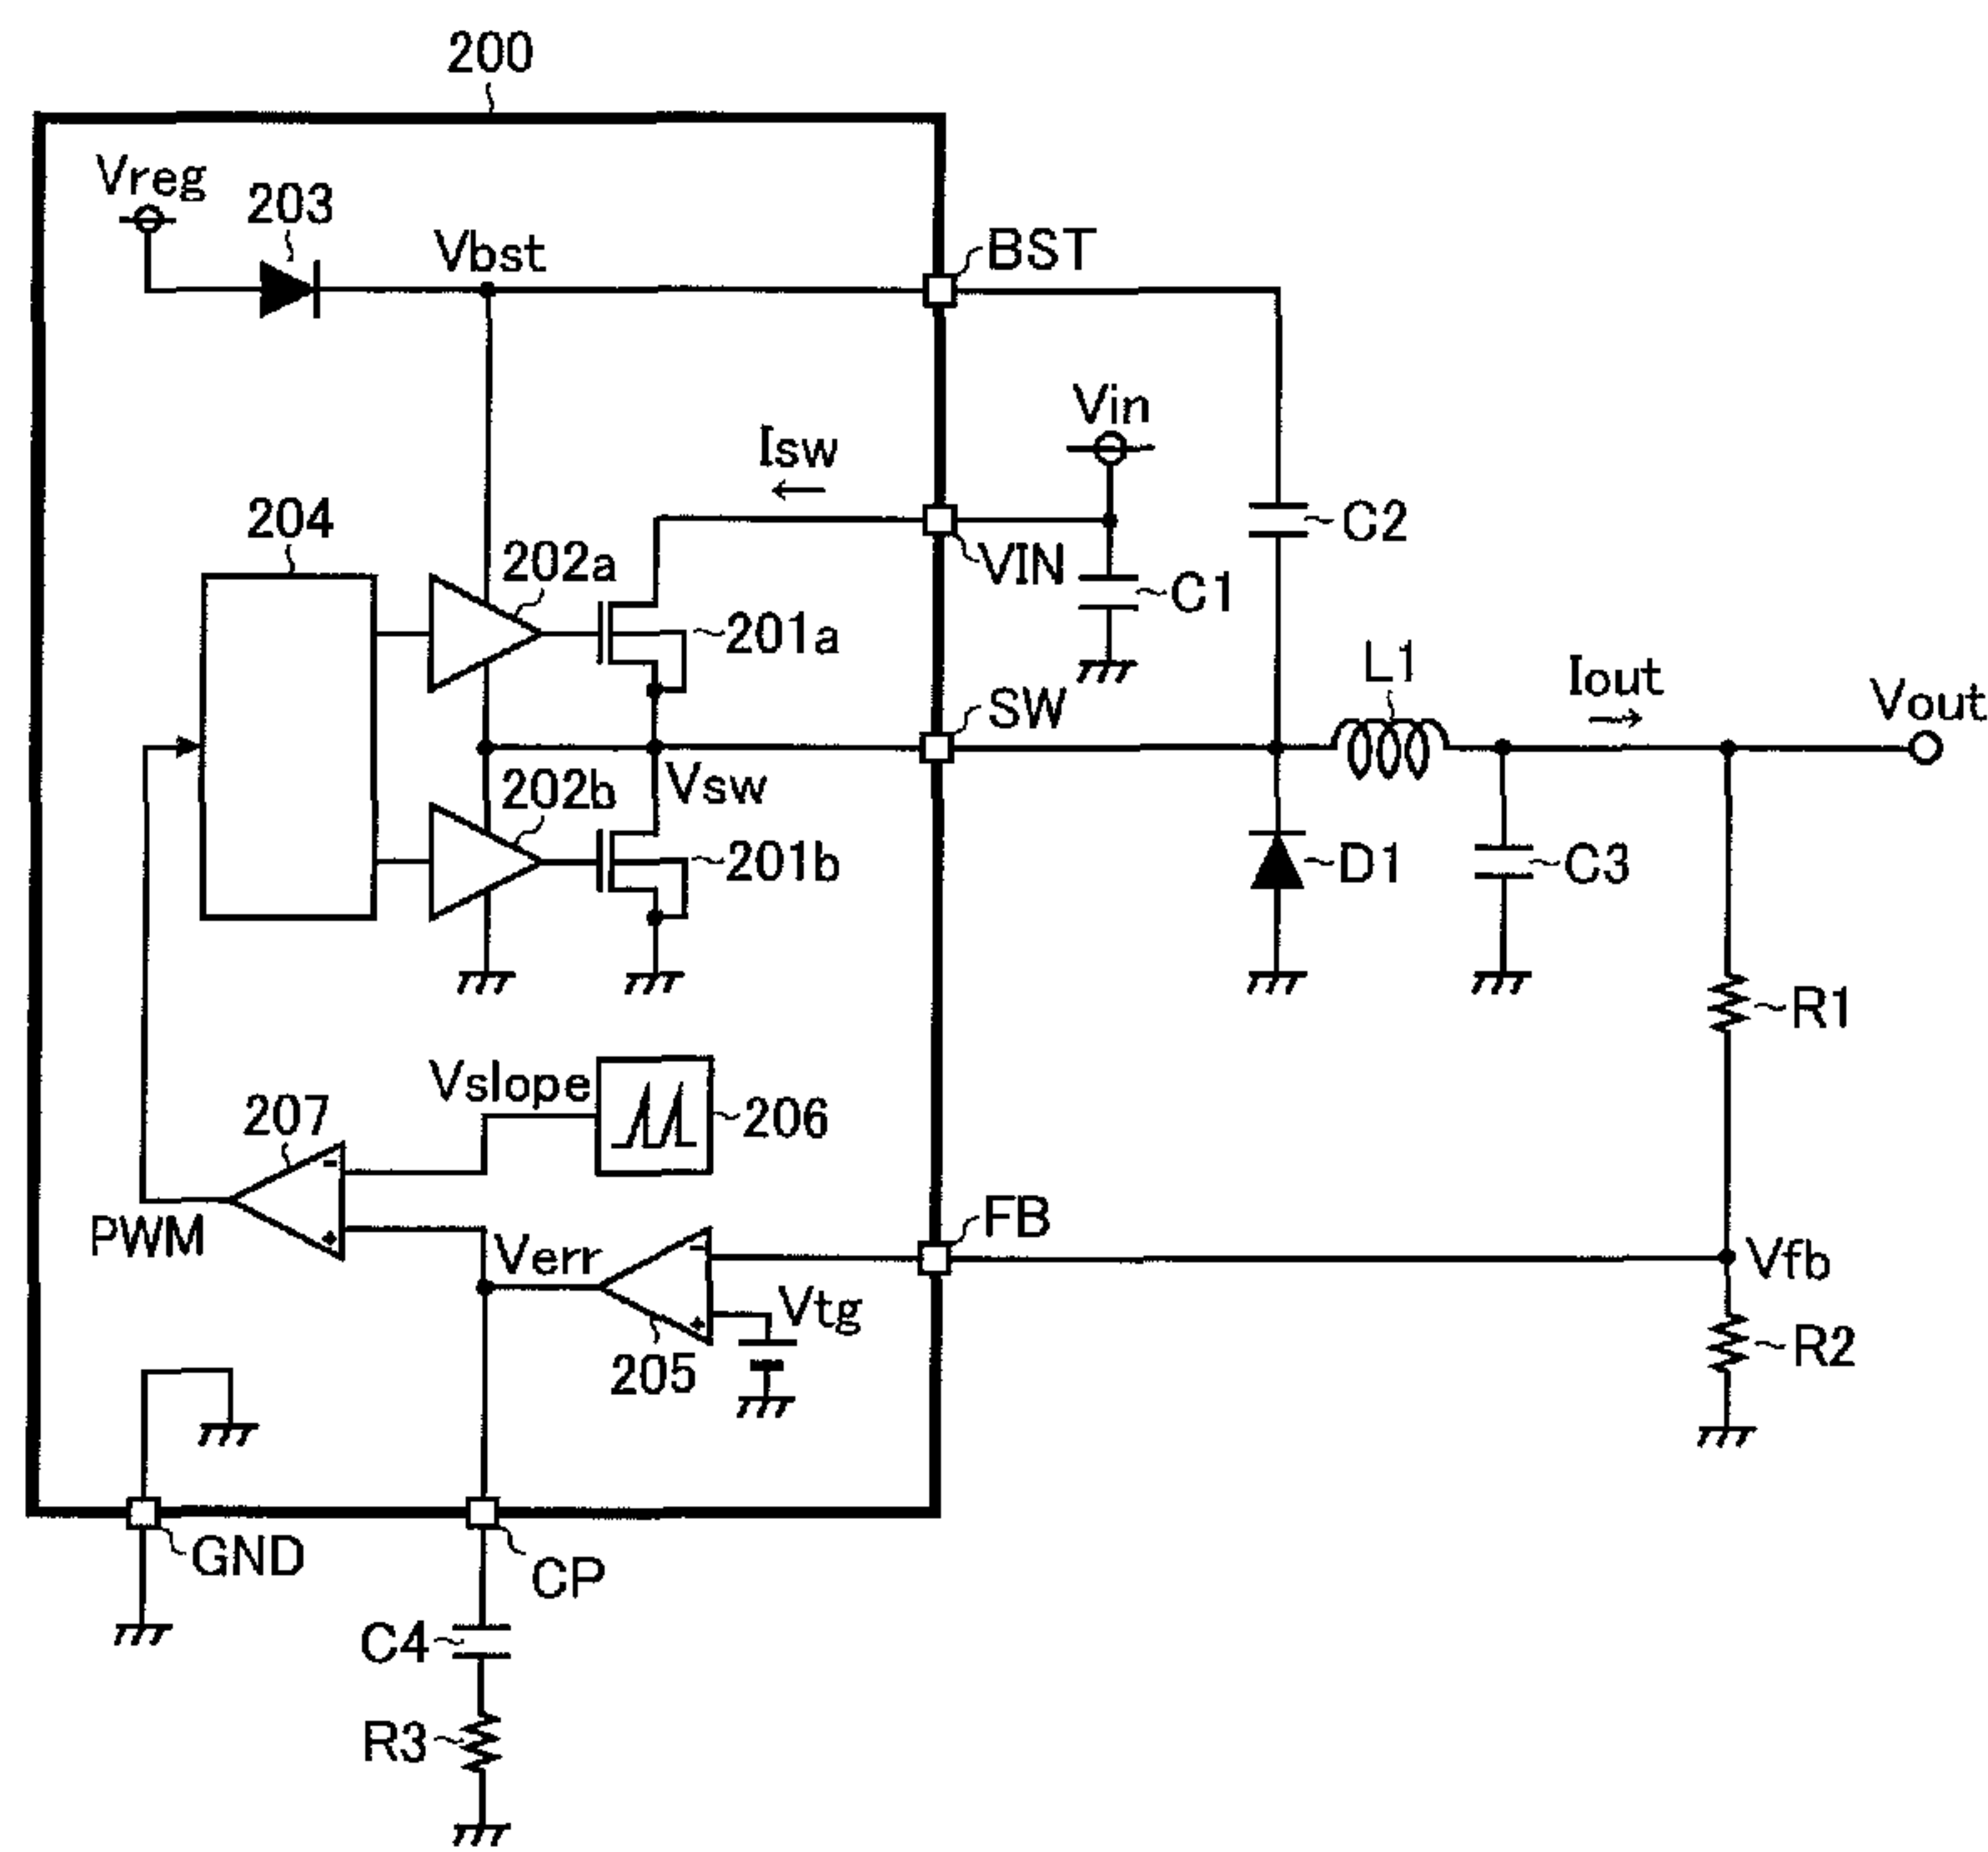 200
Vreg
203
Vbst
BST
Vin
Isw
204
C2
202a
VIN
C1
201a
SW
L1
Iout
Vout
202b
Vsw
201b
D1
C3
R1
Vslope
206
207
-
+
PWM
FB
Verr
-
+
Vtg
Vfb
205
R2
GND
CP
C4
R3